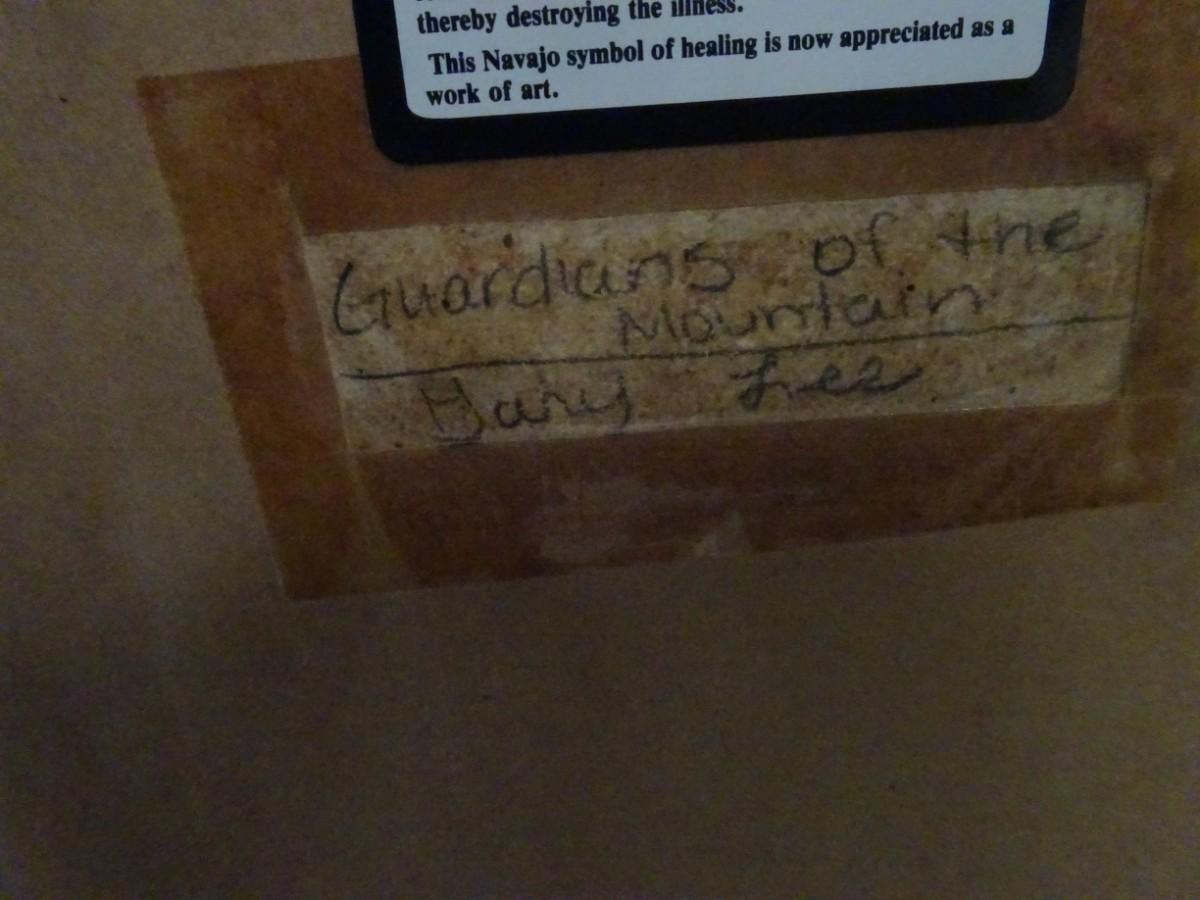 thereby destroying the illness.
This Navajo symbol of healing is now appreciated as a
work of art.
Guardians of the
Mountain
Lee